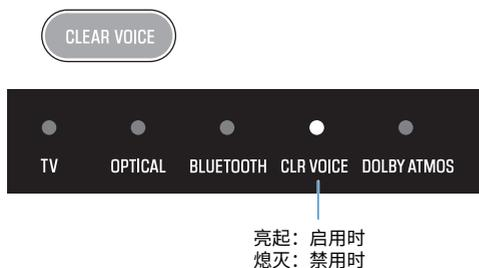 CLEAR VOICE
TV OPTICAL BLUETOOTH CLR VOICE DOLBY ATMOS
亮起：启用时
熄灭：禁用时